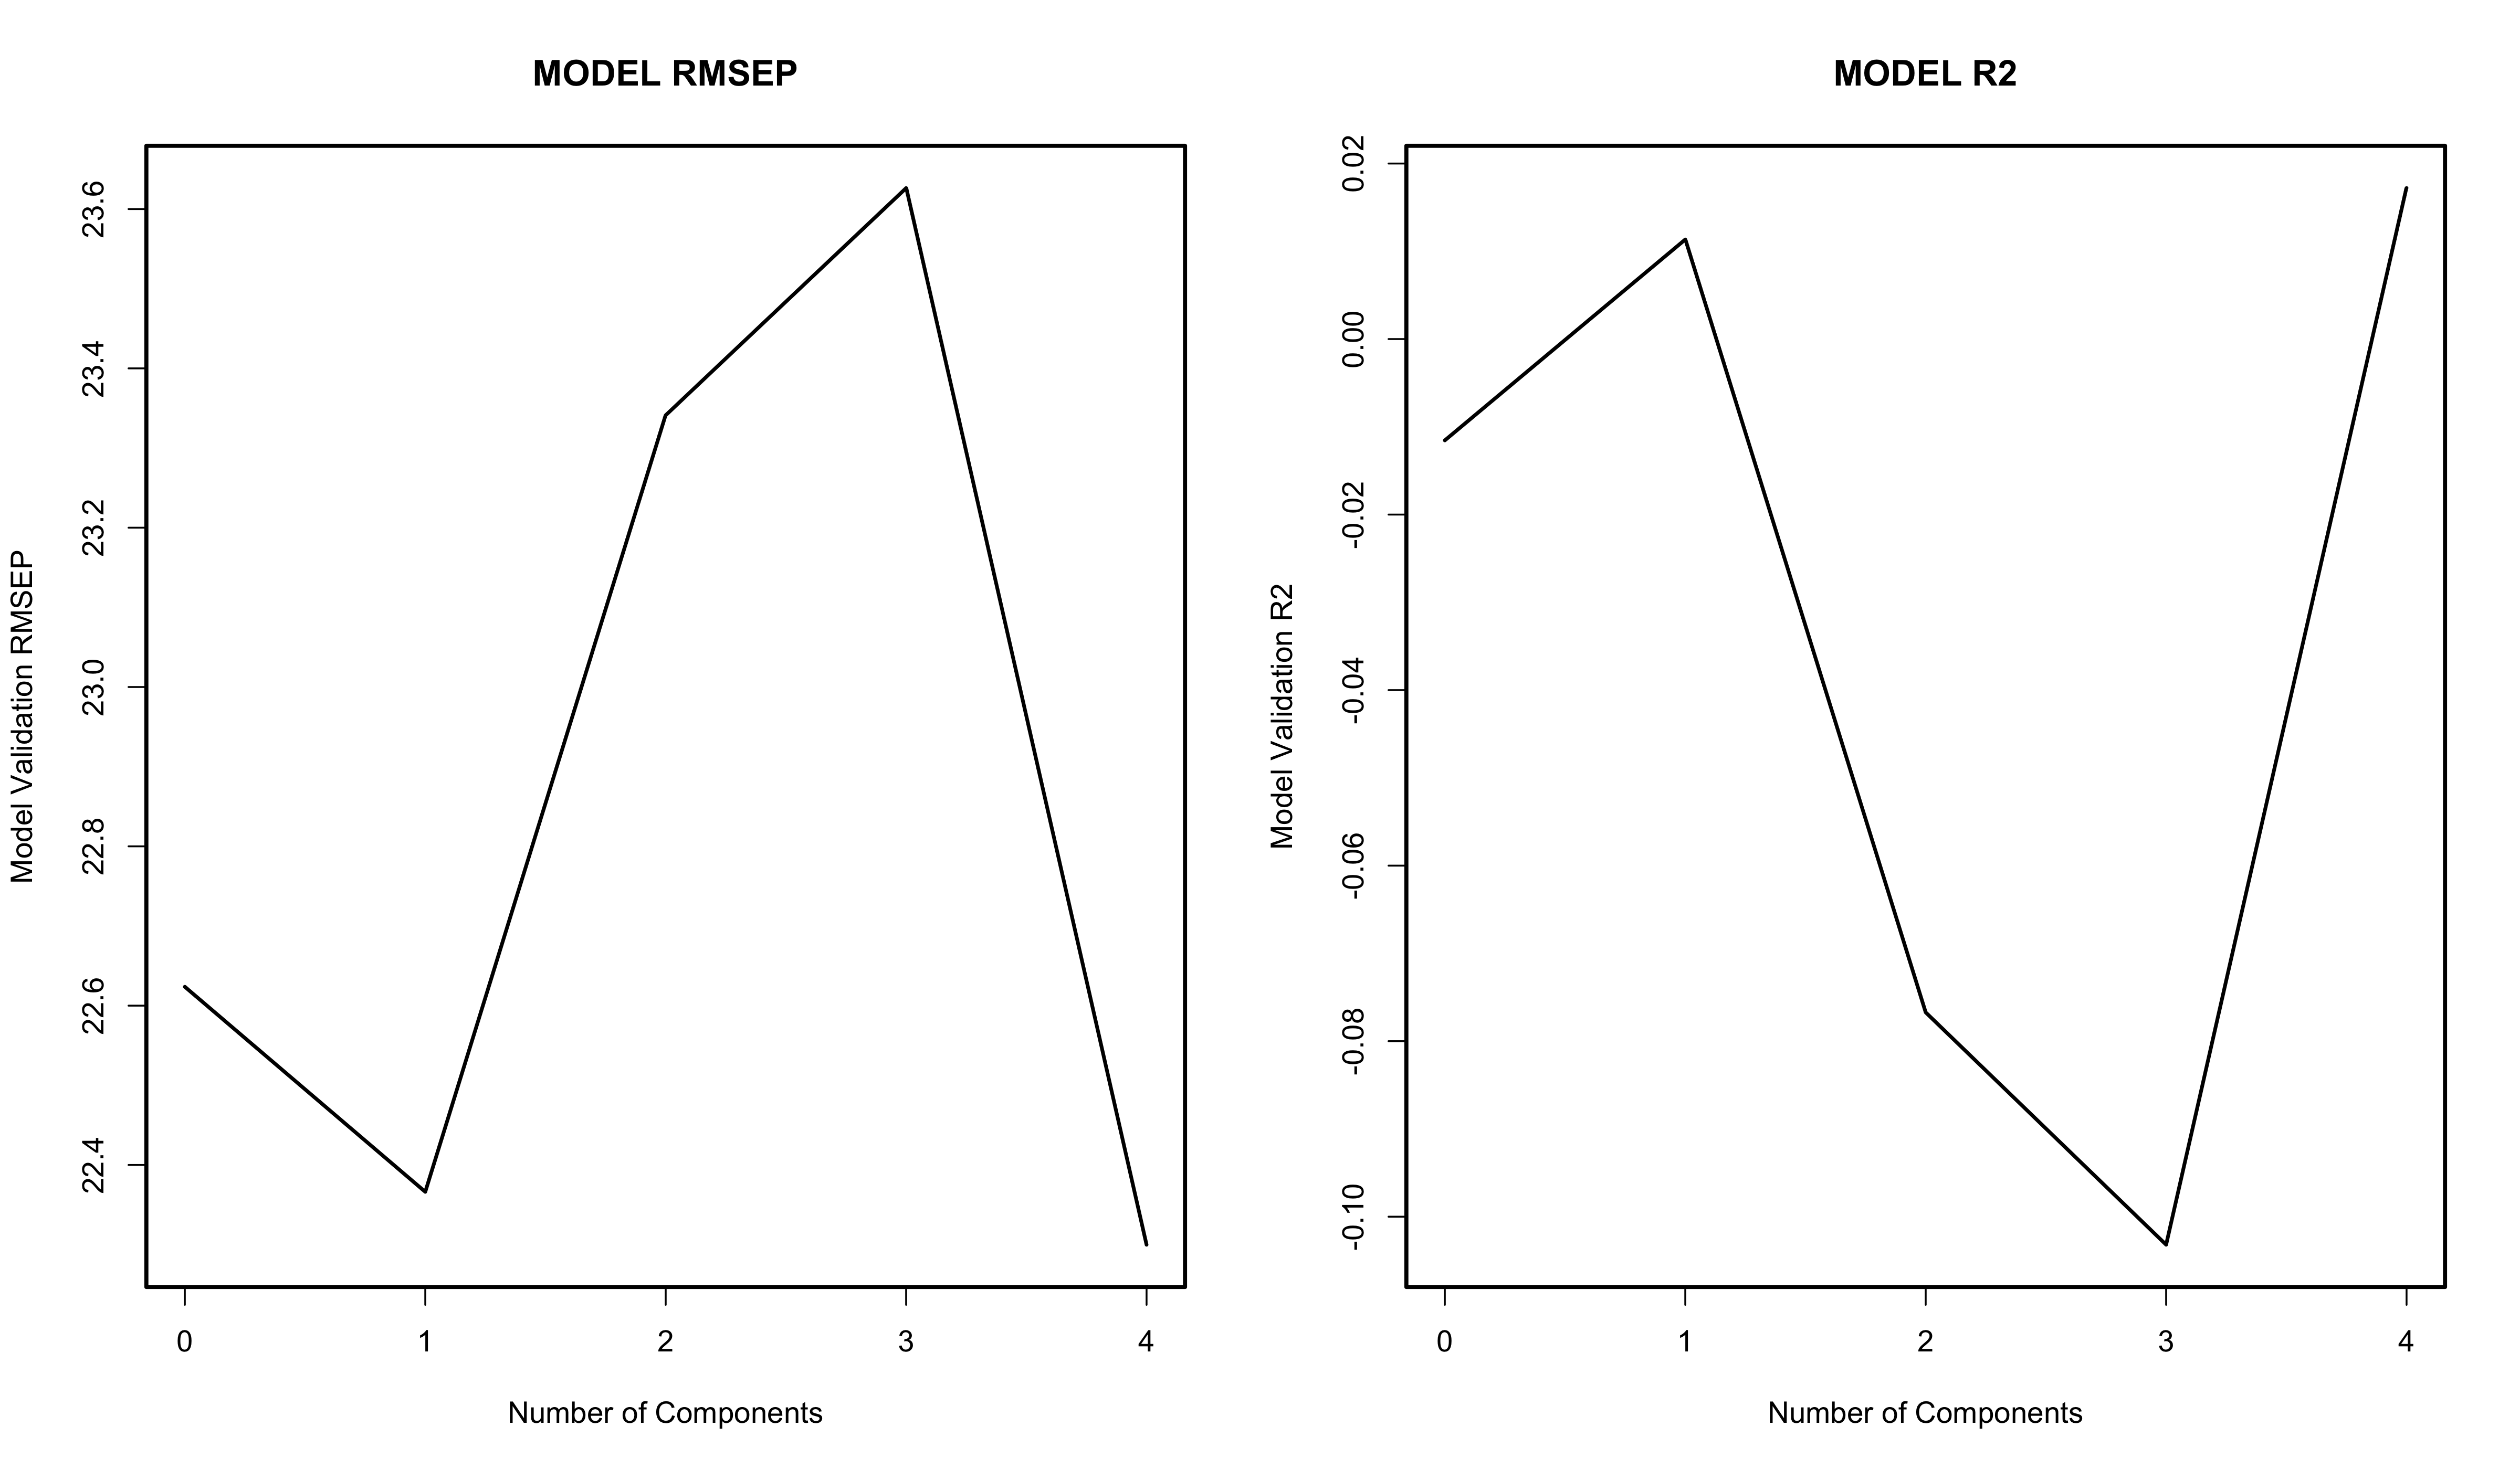 MODEL RMSEP
Model Validation RMSEP
23.6
23.4
23.2
23.0
22.8
22.6
22.4
0 1 2 3 4
Number of Components
MODEL R2
Model Validation R2
0.02
0.00
-0.02
-0.04
-0.06
-0.08
-0.10
0 1 2 3 4
Number of Components